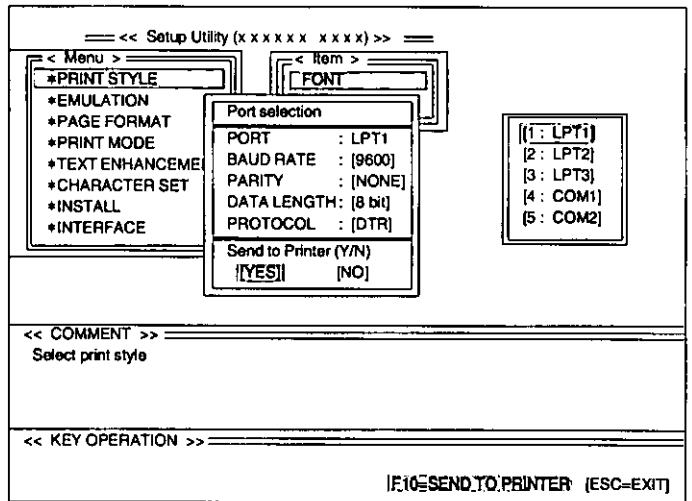 << Setup Utility (x x x x x x  x x x x) >>
< Menu >
*PRINT STYLE
*EMULATION
*PAGE FORMAT
*PRINT MODE
*TEXT ENHANCEME
*CHARACTER SET
*INSTALL
*INTERFACE
< Item >
FONT
Port selection
PORT : LPT1
BAUD RATE : [9600]
PARITY : [NONE]
DATA LENGTH : [8 bit]
PROTOCOL : [DTR]
Send to Printer (Y/N)
[YES] [NO]
[1 : LPT1]
[2 : LPT2]
[3 : LPT3]
[4 : COM1]
[5 : COM2]
<< COMMENT >>
Select print style
<< KEY OPERATION >>
[F10=SEND TO PRINTER [ESC=EXIT]